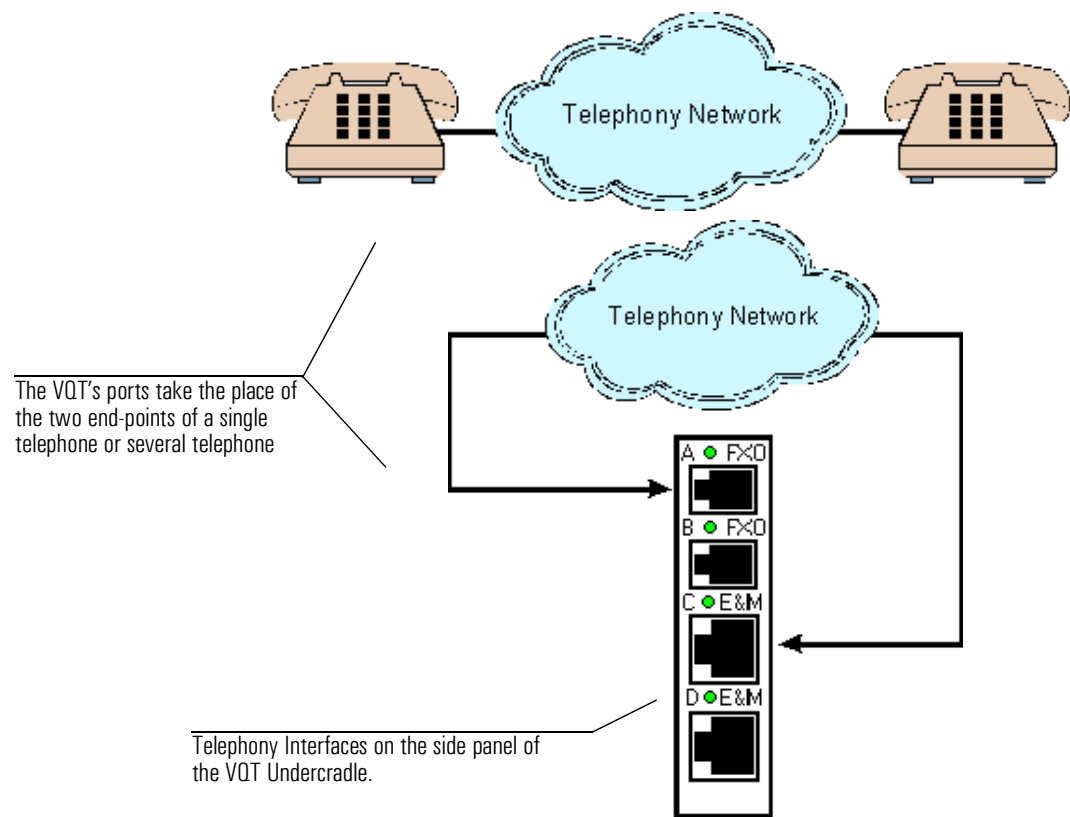 Telephony Network
Telephony Network
The VQT's ports take the place of
the two end-points of a single
telephone or several telephone
A FXO
B FXO
C E&M
D E&M
Telephony Interfaces on the side panel of
the VQT Undercradle.